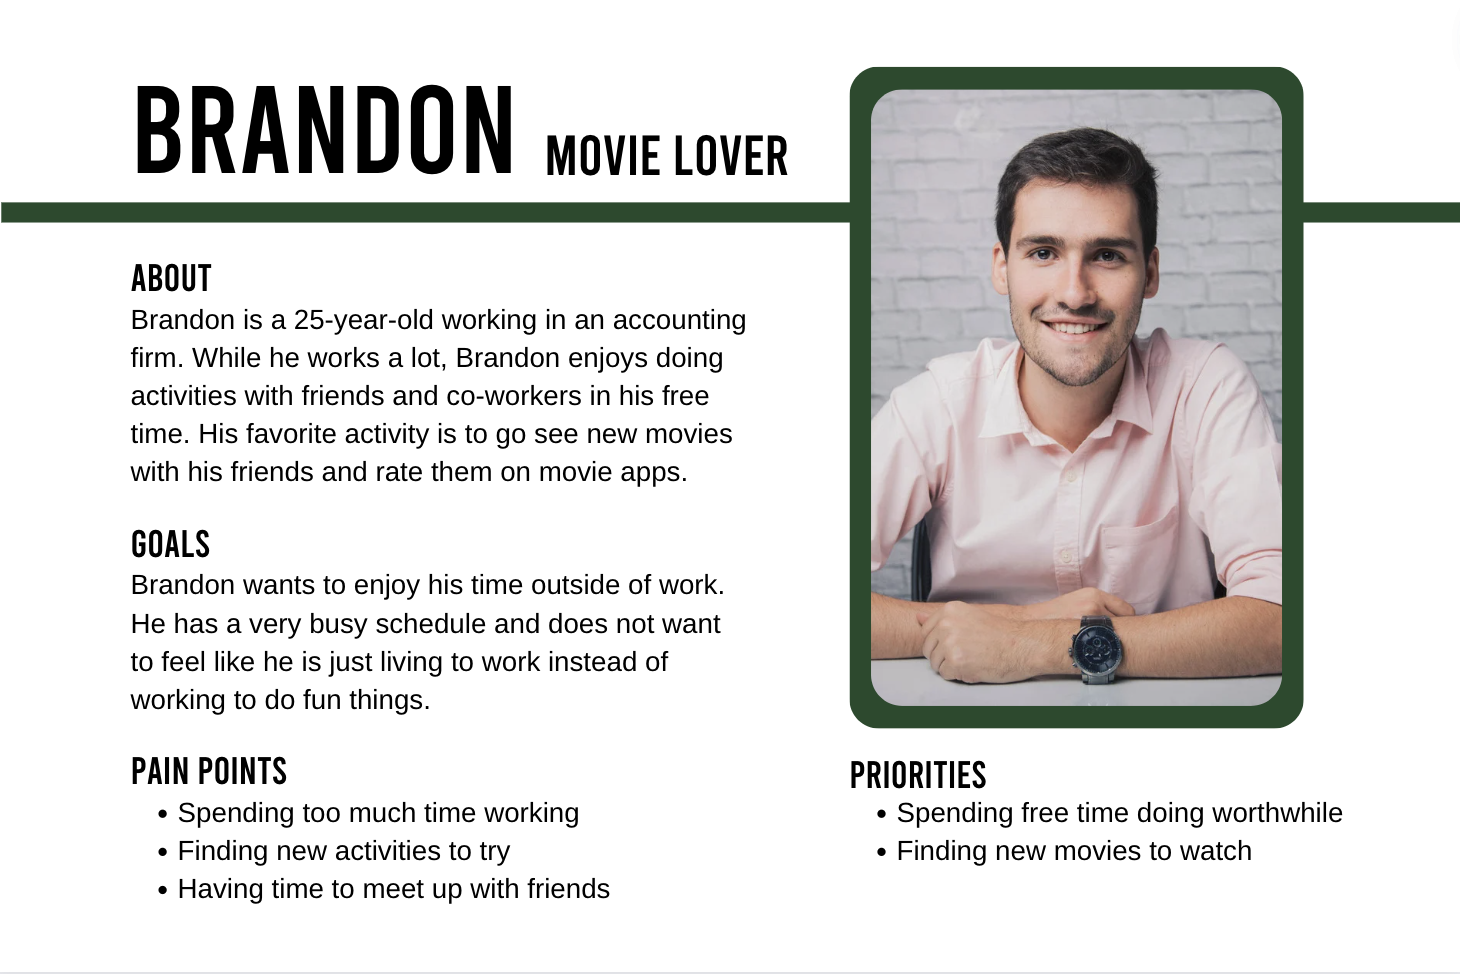 BRANDON MOVIE LOVER
ABOUT
Brandon is a 25-year-old working in an accounting
firm. While he works a lot, Brandon enjoys doing
activities with friends and co-workers in his free
time. His favorite activity is to go see new movies
with his friends and rate them on movie apps.
GOALS
Brandon wants to enjoy his time outside of work.
He has a very busy schedule and does not want
to feel like he is just living to work instead of
working to do fun things.
PAIN POINTS
• Spending too much time working
• Finding new activities to try
• Having time to meet up with friends
PRIORITIES
• Spending free time doing worthwhile
• Finding new movies to watch